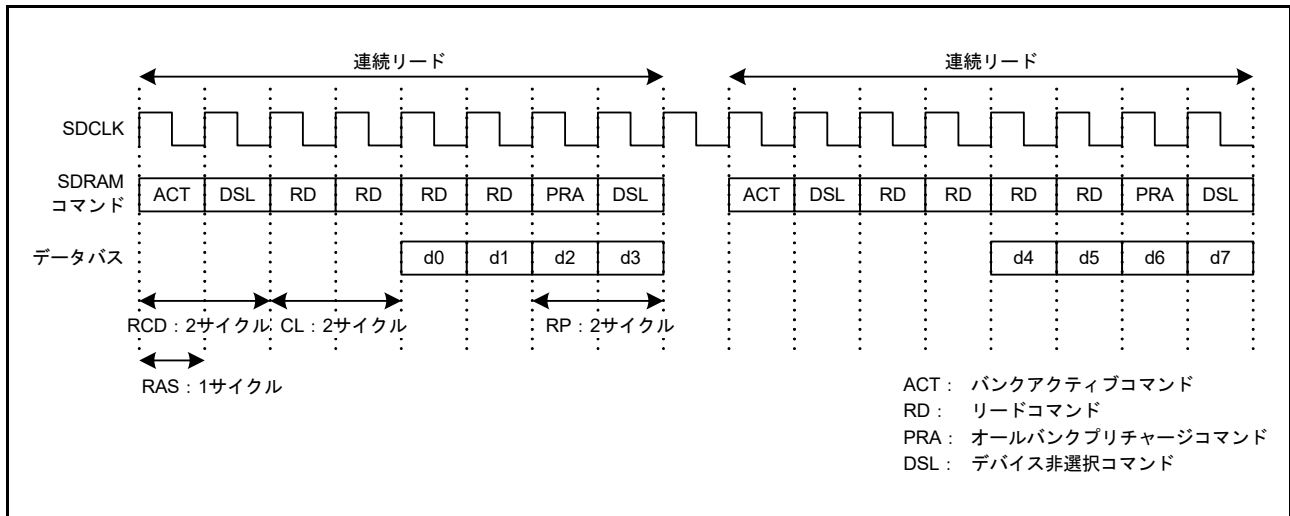 連続リード 連続リード
SDCLK
SDRAM
コマンド
ACT DSL RD RD RD RD PRA DSL ACT DSL RD RD RD RD PRA DSL
データバス d0 d1 d2 d3 d4 d5 d6 d7
RCD：2サイクル CL：2サイクル RP：2サイクル
RAS：1サイクル
ACT： バンクアクティブコマンド
RD： リードコマンド
PRA： オールバンクプリチャージコマンド
DSL： デバイス非選択コマンド